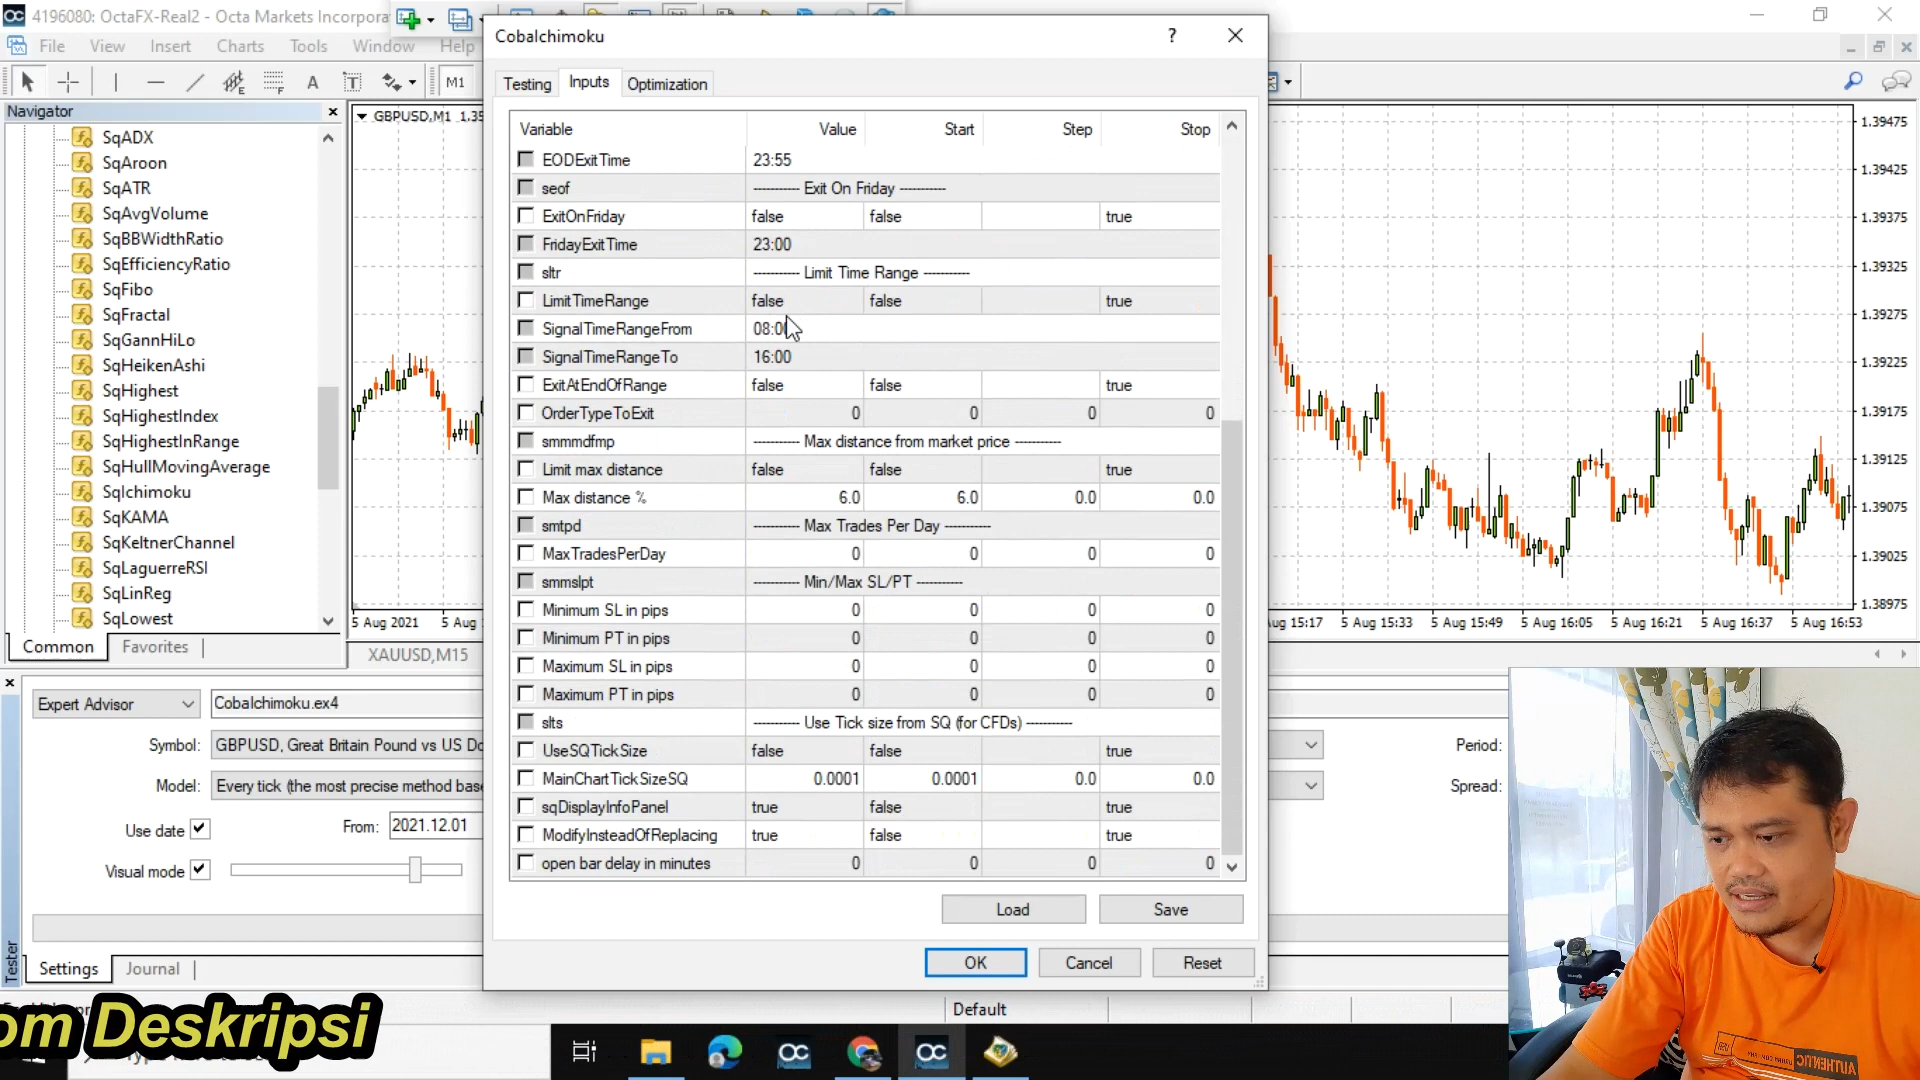 4196080: OctaFX-Real2 - Octa Markets Incorpora
File View Insert Charts Tools Window Help
M1
Navigator
SqADX
SqAroon
SqATR
SqAvgVolume
SqBBWidthRatio
SqEfficiencyRatio
SqFibo
SqFractal
SqGannHiLo
SqHeikenAshi
SqHighest
SqHighestIndex
SqHighestInRange
SqHullMovingAverage
SqIchimoku
SqKAMA
SqKeltnerChannel
SqLaguerreRSI
SqLinReg
SqLowest
Common Favorites
GBPUSD,M1 1.39
5 Aug 2021 5 Aug 1
XAUUSD,M15
CobaIchimoku
Testing Inputs Optimization
Variable Value Start Step Stop
EODExitTime 23:55
seof ---------- Exit On Friday ----------
ExitOnFriday false false true
FridayExitTime 23:00
sltr ---------- Limit Time Range ----------
LimitTimeRange false false true
SignalTimeRangeFrom 08:00
SignalTimeRangeTo 16:00
ExitAtEndOfRange false false true
OrderTypeToExit 0 0 0 0
smmmdfmp ---------- Max distance from market price ----------
Limit max distance false false true
Max distance % 6.0 6.0 0.0 0.0
smtpd ---------- Max Trades Per Day ----------
MaxTradesPerDay 0 0 0 0
smmslpt ---------- Min/Max SL/PT ----------
Minimum SL in pips 0 0 0 0
Minimum PT in pips 0 0 0 0
Maximum SL in pips 0 0 0 0
Maximum PT in pips 0 0 0 0
slts ---------- Use Tick size from SQ (for CFDs) ----------
UseSQTickSize false false true
MainChartTickSizeSQ 0.0001 0.0001 0.0 0.0
sqDisplayInfoPanel true false true
ModifyInsteadOfReplacing true false true
open bar delay in minutes 0 0 0 0
Load Save
OK Cancel Reset
1.39475
1.39425
1.39375
1.39325
1.39275
1.39225
1.39175
1.39125
1.39075
1.39025
1.38975
ug 15:17 5 Aug 15:33 5 Aug 15:49 5 Aug 16:05 5 Aug 16:21 5 Aug 16:37 5 Aug 16:53
Expert Advisor CobaIchimoku.ex4
Symbol: GBPUSD, Great Britain Pound vs US Do
Period:
Model: Every tick (the most precise method base
Spread:
Use date From: 2021.12.01
Visual mode
Tester
Settings Journal
Default
om Deskripsi
AUTHENTIC